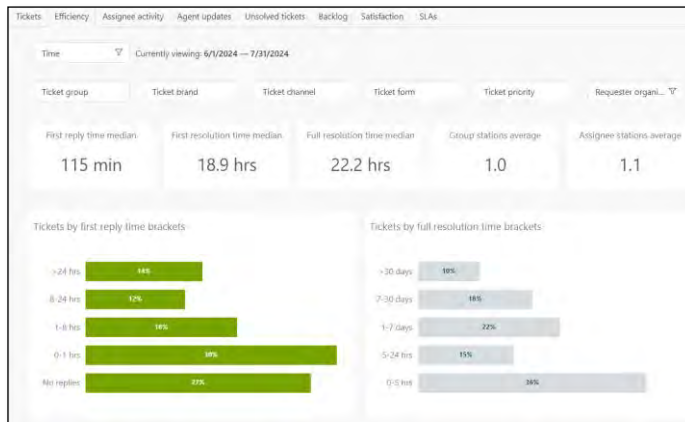 Tickets Efficiency Assignee activity Agent updates Unsolved tickets Backlog Satisfaction SLAs
Time Currently viewing: 6/1/2024 — 7/31/2024
Ticket group Ticket brand Ticket channel Ticket form Ticket priority Requester organi...
First reply time median First resolution time median Full resolution time median Group stations average Assignee stations average
115 min 18.9 hrs 22.2 hrs 1.0 1.1
Tickets by first reply time brackets Tickets by full resolution time brackets
>24 hrs 14% >30 days 10%
8-24 hrs 12% 7-30 days 18%
1-8 hrs 1-7 days 22%
0-1 hrs 30% 5-24 hrs 15%
No replies 27% 0-5 hrs